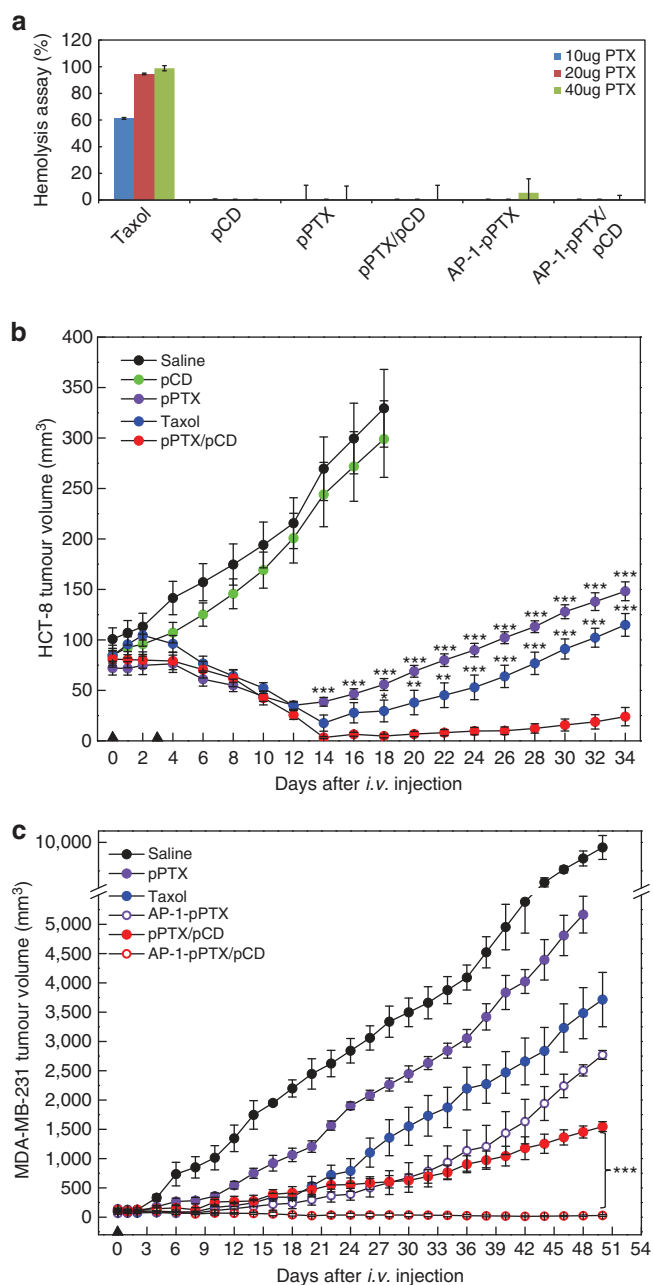 a
Hemolysis assay (%)
120
100
80
60
40
20
0
10ug PTX
20ug PTX
40ug PTX
Taxol
pCD
pPTX
pPTX/pCD
AP-1-pPTX
AP-1-pPTX/
pCD
b
HCT-8 tumour volume (mm³)
400
350
300
250
200
150
100
50
0
Saline
pCD
pPTX
Taxol
pPTX/pCD
*** *** *** *** *** *** *** *** *** *** ***
* ** ** *** *** *** *** *** ***
0 2 4 6 8 10 12 14 16 18 20 22 24 26 28 30 32 34
Days after i.v. injection
c
MDA-MB-231 tumour volume (mm³)
10,000
5,000
4,500
4,000
3,500
3,000
2,500
2,000
1,500
1,000
500
0
Saline
pPTX
Taxol
AP-1-pPTX
pPTX/pCD
AP-1-pPTX/pCD
***
0 3 6 9 12 15 18 21 24 27 30 33 36 39 42 45 48 51 54
Days after i.v. injection